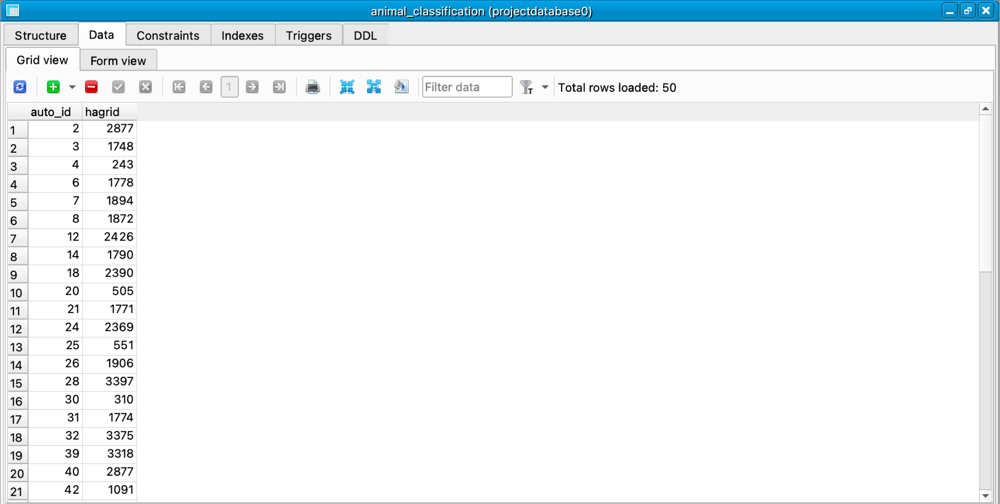 animal_classification (projectdatabase0)
Structure Data Constraints Indexes Triggers DDL
Grid view Form view
1 Filter data T Total rows loaded: 50
auto_id hagrid
1 2 2877
2 3 1748
3 4 243
4 6 1778
5 7 1894
6 8 1872
7 12 2426
8 14 1790
9 18 2390
10 20 505
11 21 1771
12 24 2369
13 25 551
14 26 1906
15 28 3397
16 30 310
17 31 1774
18 32 3375
19 39 3318
20 40 2877
21 42 1091